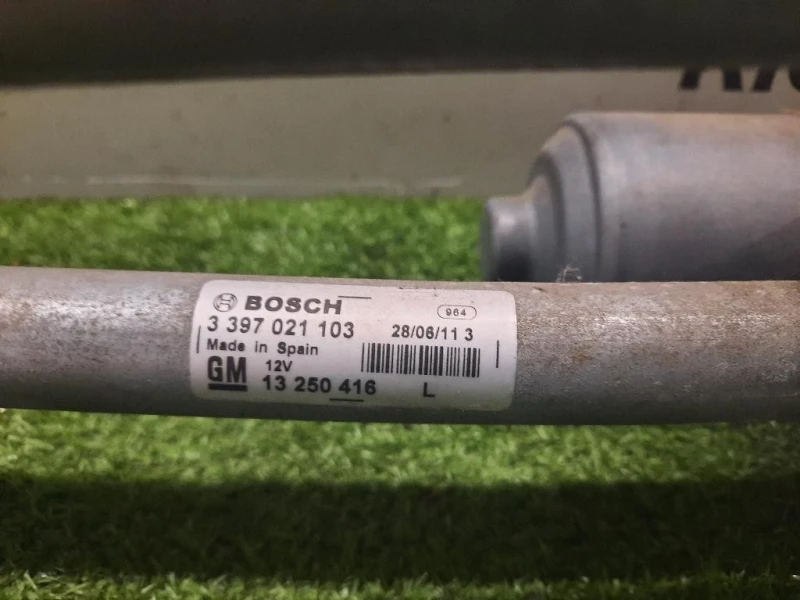 BOSCH
964
3 397 021 103
28/06/11 3
Made in Spain
12V
GM
13 250 416
L